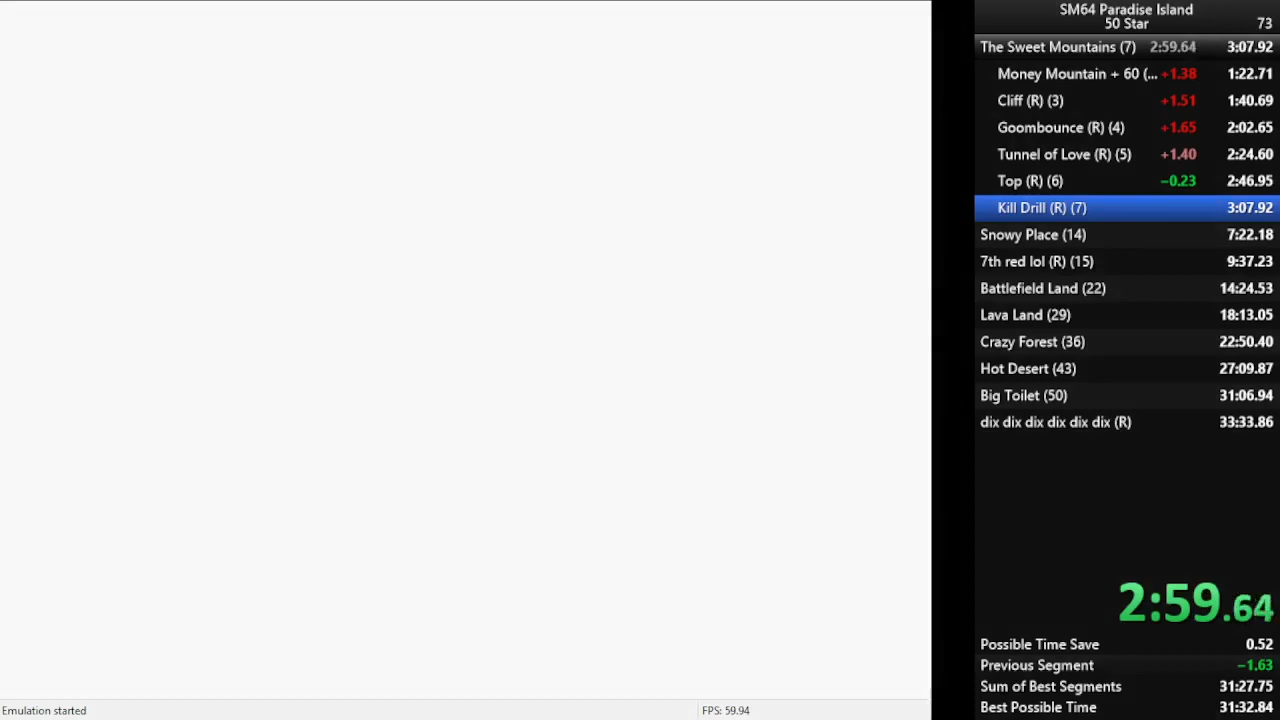 SM64 Paradise Island
50 Star 73
The Sweet Mountains (7) 2:59.64 3:07.92
Money Mountain + 60 (... +1.38 1:22.71
Cliff (R) (3) +1.51 1:40.69
Goombounce (R) (4) +1.65 2:02.65
Tunnel of Love (R) (5) +1.40 2:24.60
Top (R) (6) −0.23 2:46.95
Kill Drill (R) (7) 3:07.92
Snowy Place (14) 7:22.18
7th red lol (R) (15) 9:37.23
Battlefield Land (22) 14:24.53
Lava Land (29) 18:13.05
Crazy Forest (36) 22:50.40
Hot Desert (43) 27:09.87
Big Toilet (50) 31:06.94
dix dix dix dix dix dix (R) 33:33.86
2:59.64
Possible Time Save 0.52
Previous Segment −1.63
Sum of Best Segments 31:27.75
Best Possible Time 31:32.84
Emulation started FPS: 59.94